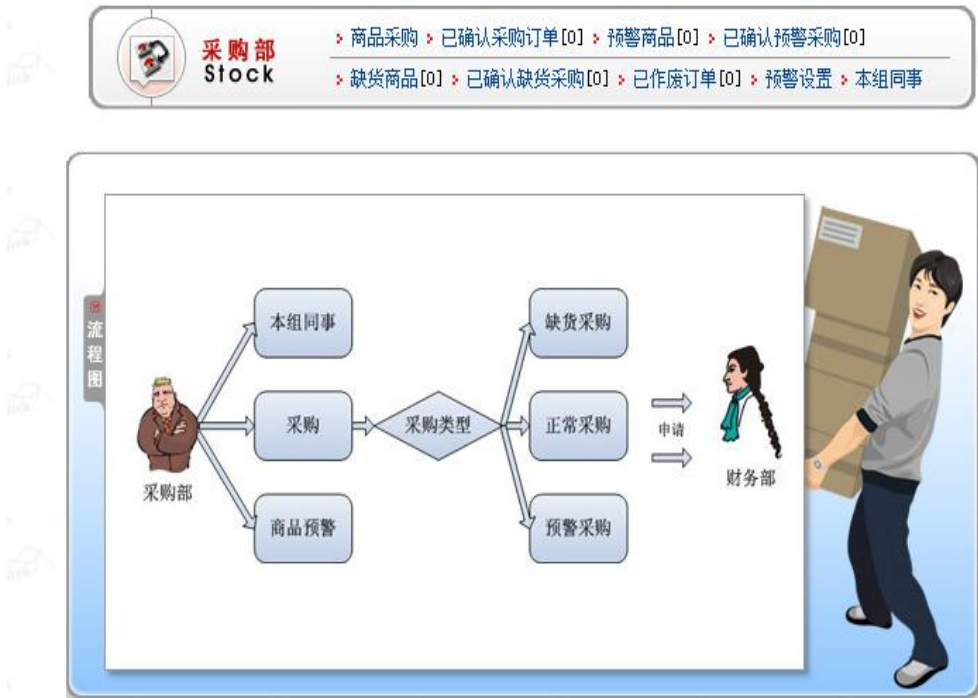 采购部
Stock
› 商品采购 › 已确认采购订单[0] › 预警商品[0] › 已确认预警采购[0]
› 缺货商品[0] › 已确认缺货采购[0] › 已作废订单[0] › 预警设置 › 本组同事
流程图
本组同事
缺货采购
采购
采购类型
正常采购
申请
采购部
财务部
商品预警
预警采购